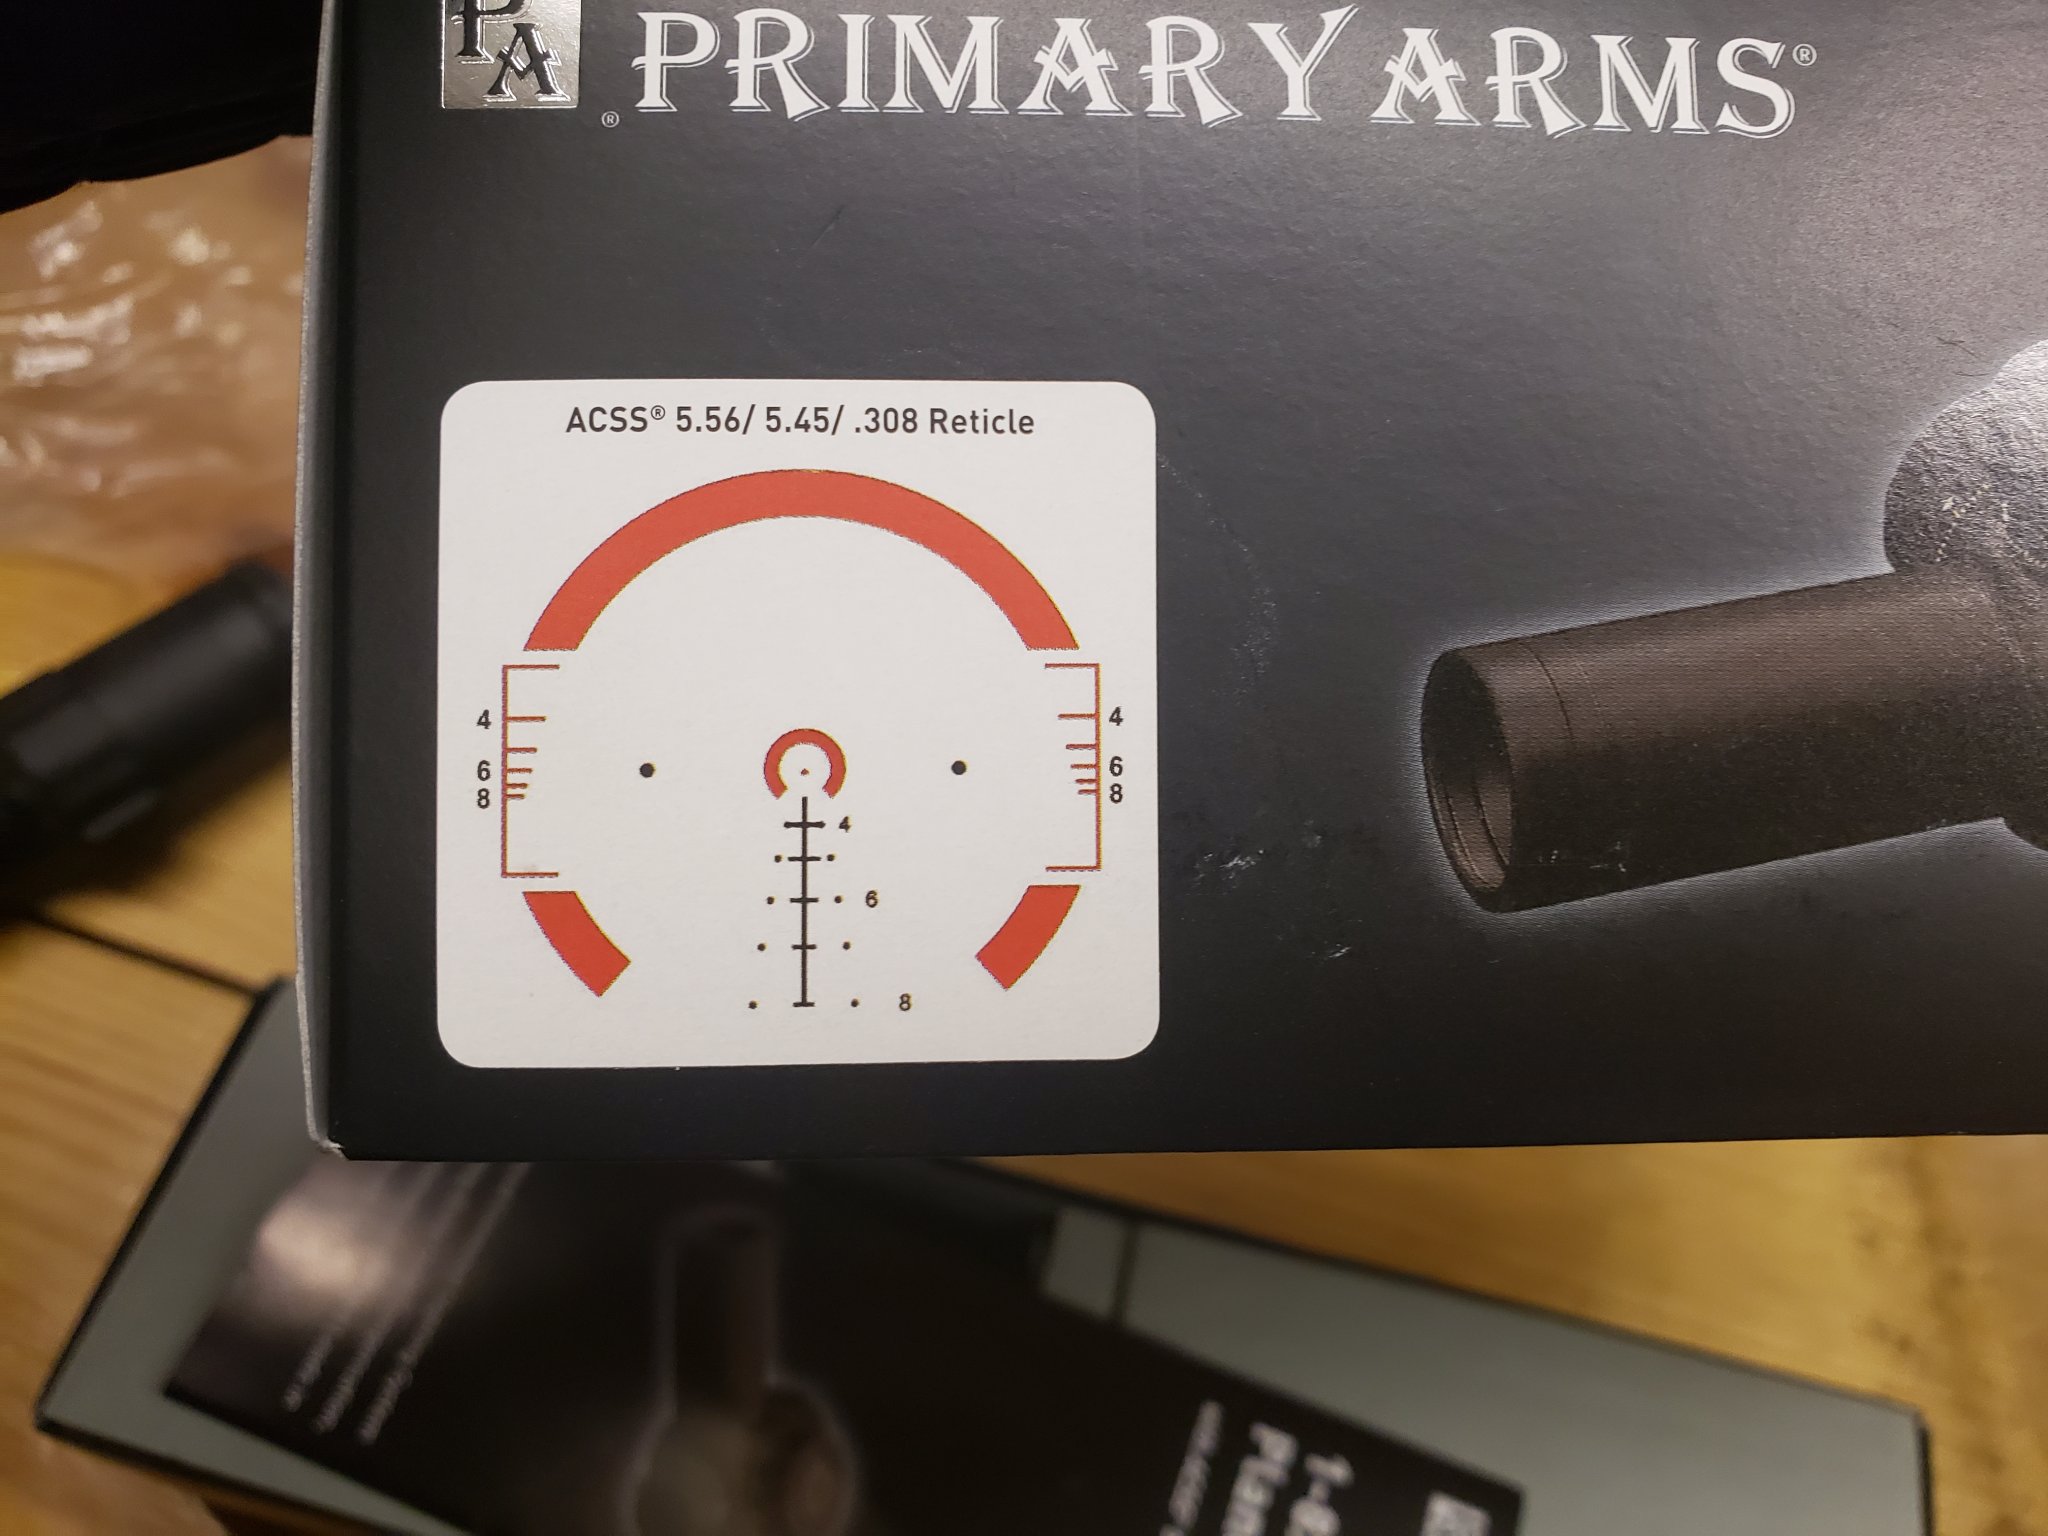 PA®
PRIMARY ARMS®
ACSS® 5.56/ 5.45/ .308 Reticle
4 4
6 6
8 8
4
6
8